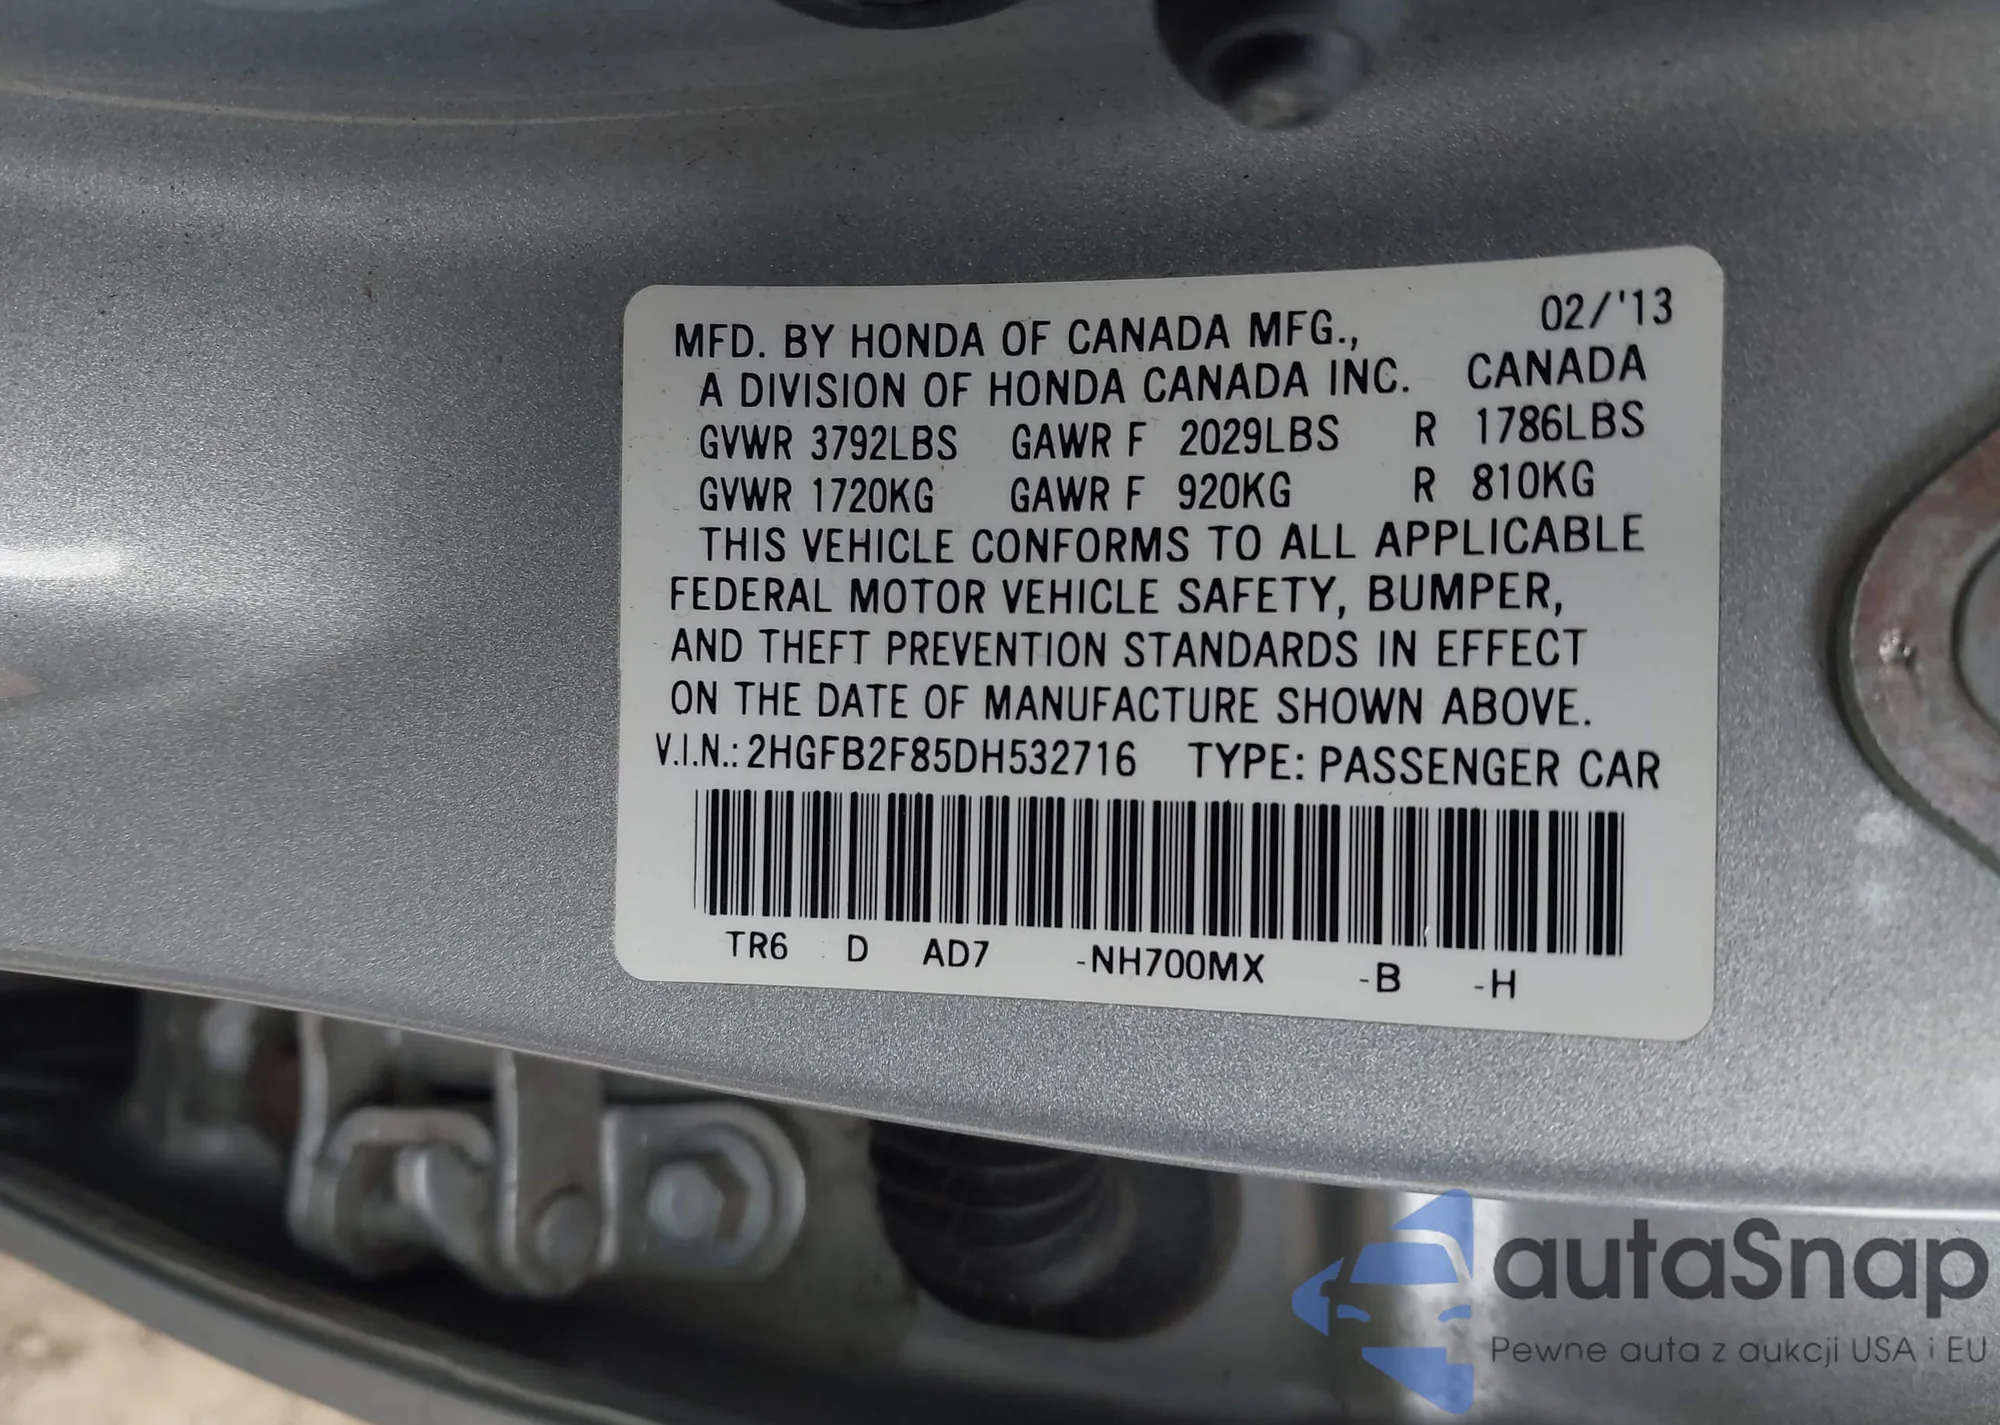 02/'13
MFD. BY HONDA OF CANADA MFG.,
A DIVISION OF HONDA CANADA INC. CANADA
GVWR 3792LBS GAWR F 2029LBS R 1786LBS
GVWR 1720KG GAWR F 920KG R 810KG
THIS VEHICLE CONFORMS TO ALL APPLICABLE
FEDERAL MOTOR VEHICLE SAFETY, BUMPER,
AND THEFT PREVENTION STANDARDS IN EFFECT
ON THE DATE OF MANUFACTURE SHOWN ABOVE.
V.I.N.: 2HGFB2F85DH532716 TYPE: PASSENGER CAR
TR6 D AD7 -NH700MX -B -H
autaSnap
Pewne auta z aukcji USA i EU